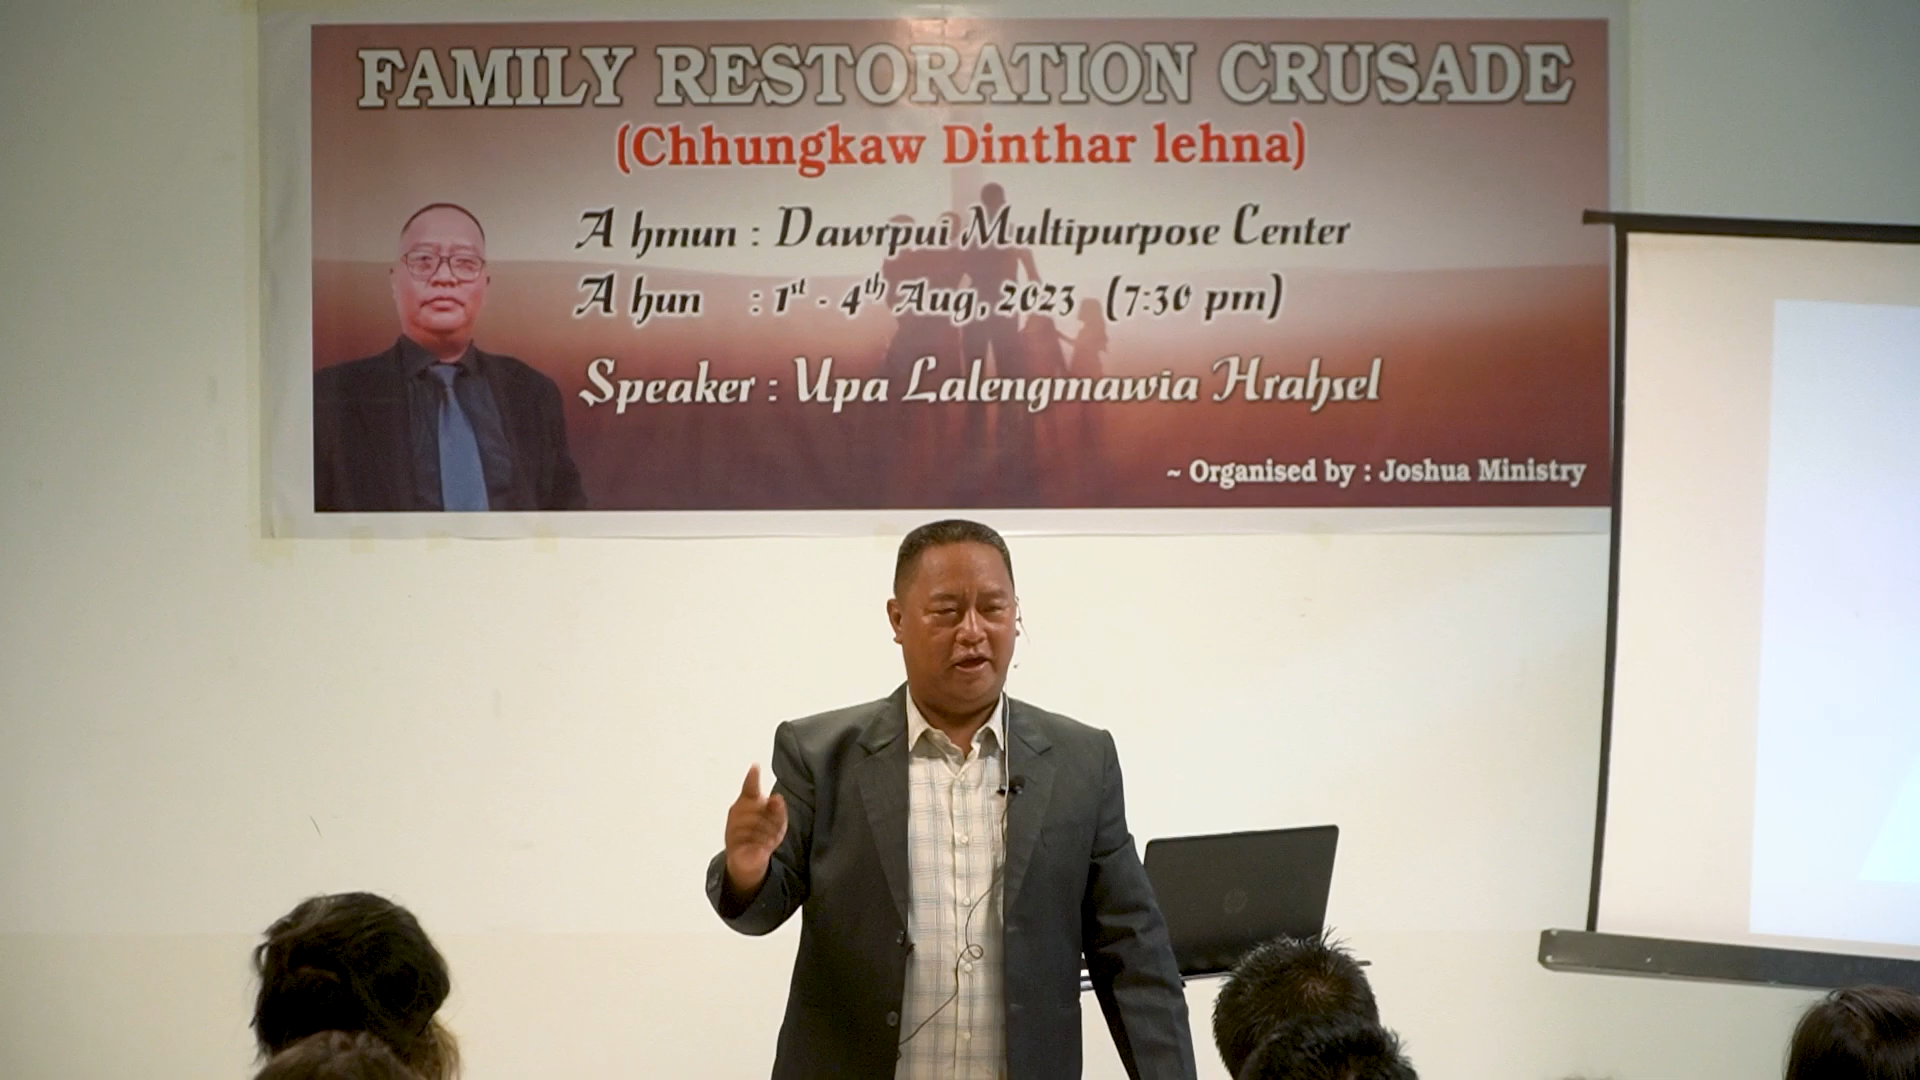 FAMILY RESTORATION CRUSADE
(Chhungkaw Dinthar lehna)
A hmun : Dawrpui Multipurpose Center
A hun : 1st - 4th Aug, 2023 (7:30 pm)
Speaker : Upa Lalengmawia Hrahsel
~ Organised by : Joshua Ministry